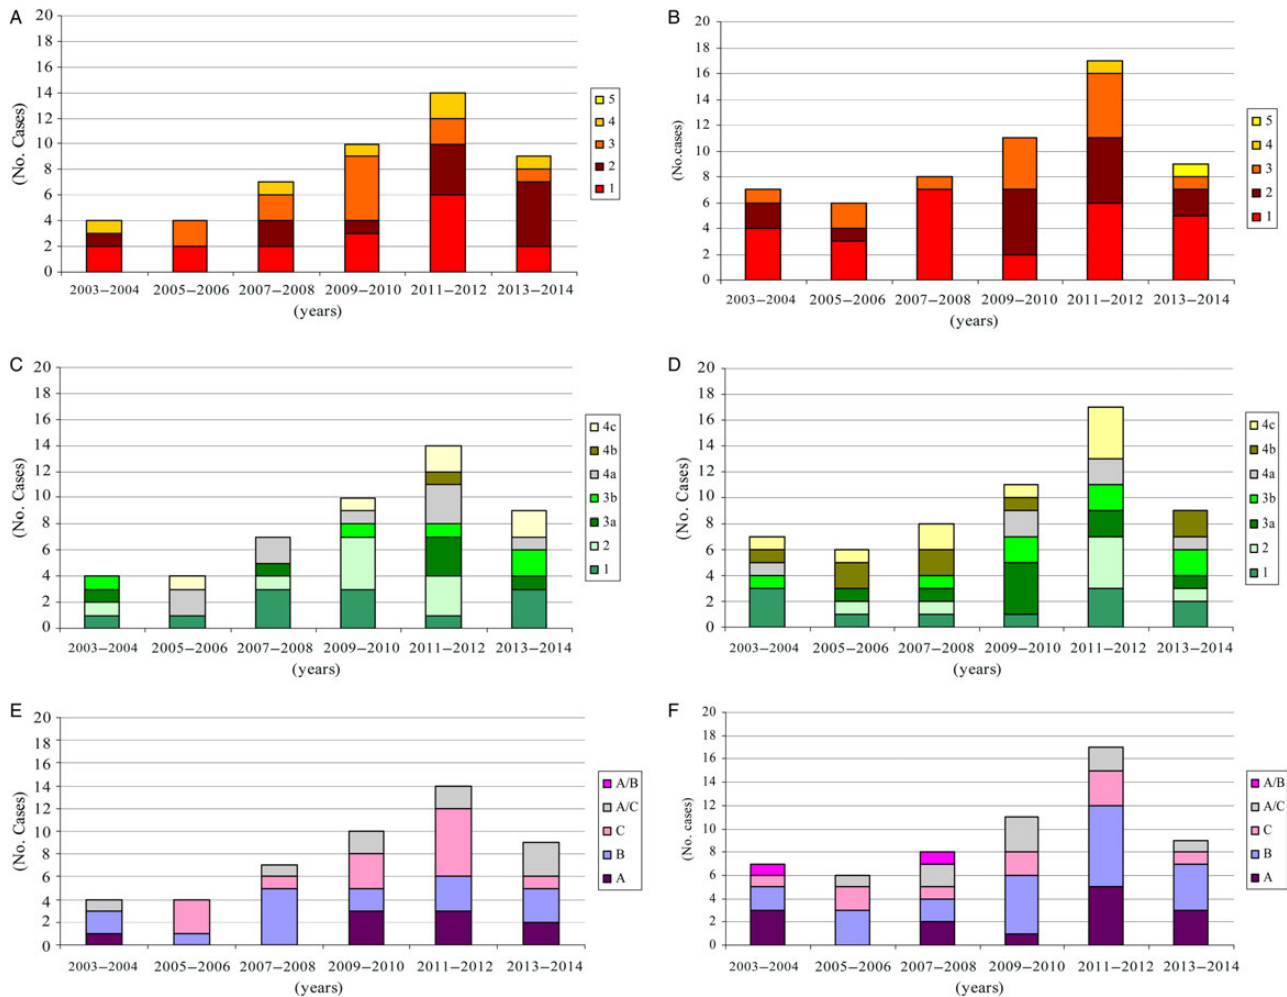 A
20
18
16
14
12
10
8
6
4
2
0
(No. Cases)
2003–2004 2005–2006 2007–2008 2009–2010 2011–2012 2013–2014
(years)
5
4
3
2
1
B
20
18
16
14
12
10
8
6
4
2
0
(No.cases)
2003–2004 2005–2006 2007–2008 2009–2010 2011–2012 2013–2014
(years)
5
4
3
2
1
C
20
18
16
14
12
10
8
6
4
2
0
(No. Cases)
2003–2004 2005–2006 2007–2008 2009–2010 2011–2012 2013–2014
(years)
4c
4b
4a
3b
3a
2
1
D
20
18
16
14
12
10
8
6
4
2
0
(No. Cases)
2003–2004 2005–2006 2007–2008 2009–2010 2011–2012 2013–2014
(years)
4c
4b
4a
3b
3a
2
1
E
20
18
16
14
12
10
8
6
4
2
0
(No. Cases)
2003–2004 2005–2006 2007–2008 2009–2010 2011–2012 2013–2014
(years)
A/B
A/C
C
B
A
F
20
18
16
14
12
10
8
6
4
2
0
(No. cases)
2003–2004 2005–2006 2007–2008 2009–2010 2011–2012 2013–2014
(years)
A/B
A/C
C
B
A